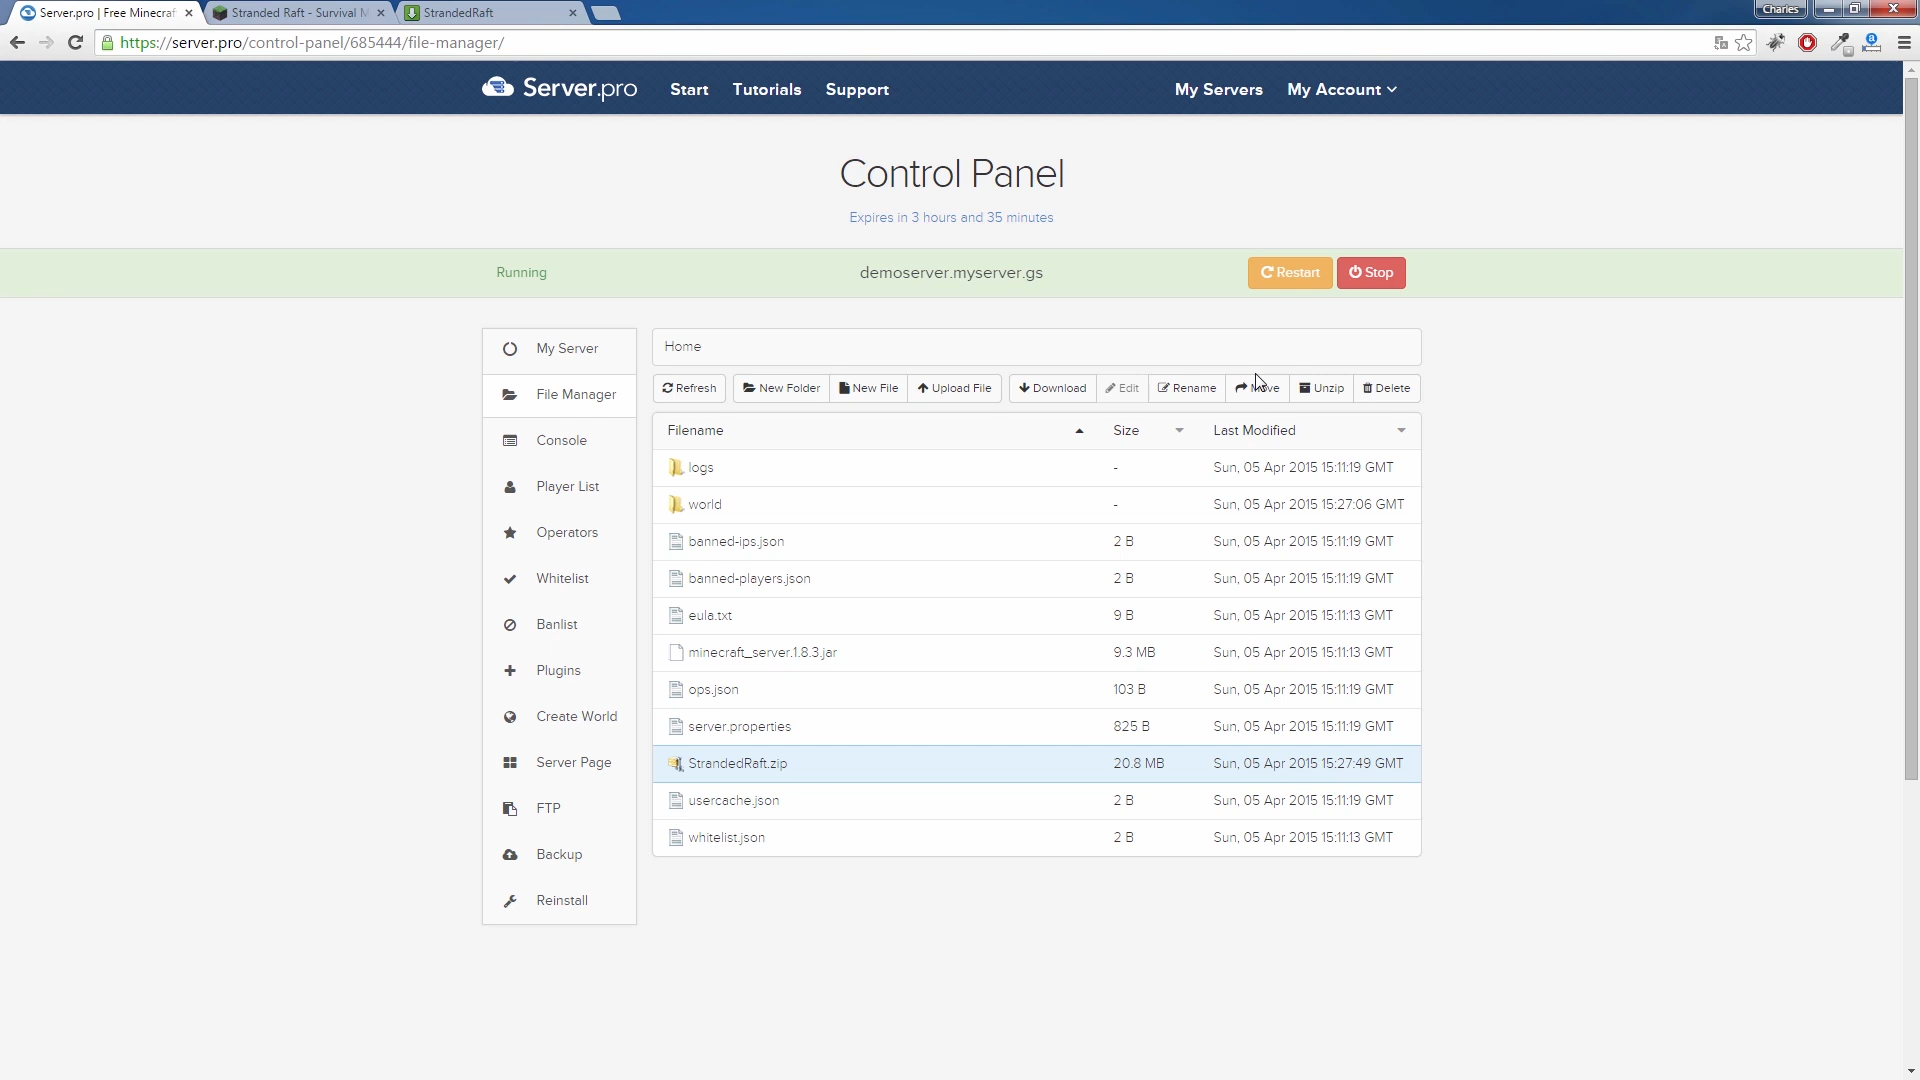 Server.pro | Free Minecraf
Stranded Raft - Survival M
StrandedRaft
Charles
https://server.pro/control-panel/685444/file-manager/
Server.pro
Start
Tutorials
Support
My Servers
My Account
Control Panel
Expires in 3 hours and 35 minutes
Running
demoserver.myserver.gs
Restart
Stop
My Server
File Manager
Console
Player List
Operators
Whitelist
Banlist
Plugins
Create World
Server Page
FTP
Backup
Reinstall
Home
Refresh
New Folder
New File
Upload File
Download
Edit
Rename
Move
Unzip
Delete
Filename Size Last Modified
logs - Sun, 05 Apr 2015 15:11:19 GMT
world - Sun, 05 Apr 2015 15:27:06 GMT
banned-ips.json 2 B Sun, 05 Apr 2015 15:11:19 GMT
banned-players.json 2 B Sun, 05 Apr 2015 15:11:19 GMT
eula.txt 9 B Sun, 05 Apr 2015 15:11:13 GMT
minecraft_server.1.8.3.jar 9.3 MB Sun, 05 Apr 2015 15:11:13 GMT
ops.json 103 B Sun, 05 Apr 2015 15:11:19 GMT
server.properties 825 B Sun, 05 Apr 2015 15:11:19 GMT
StrandedRaft.zip 20.8 MB Sun, 05 Apr 2015 15:27:49 GMT
usercache.json 2 B Sun, 05 Apr 2015 15:11:19 GMT
whitelist.json 2 B Sun, 05 Apr 2015 15:11:13 GMT